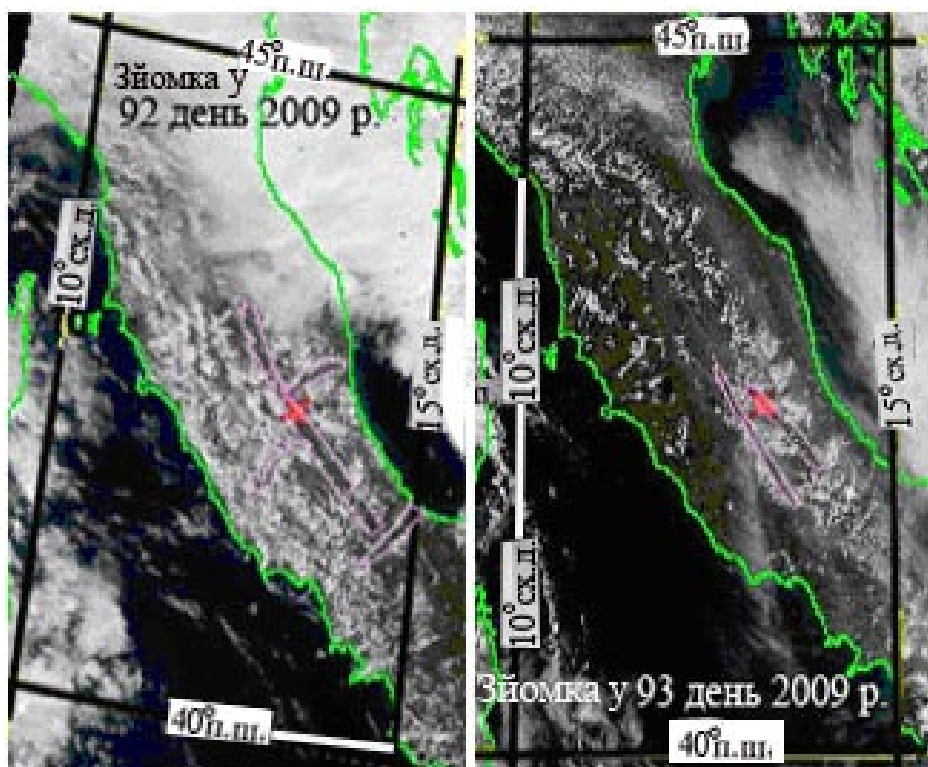 45°п.ш.
Зйомка у
92 день 2009 р.
10°сх.д.
15°сх.д.
40°п.ш.
45°п.ш.
10°сх.д.
15°сх.д.
10°сх.д.
Зйомка у 93 день 2009 р.
40°п.ш.